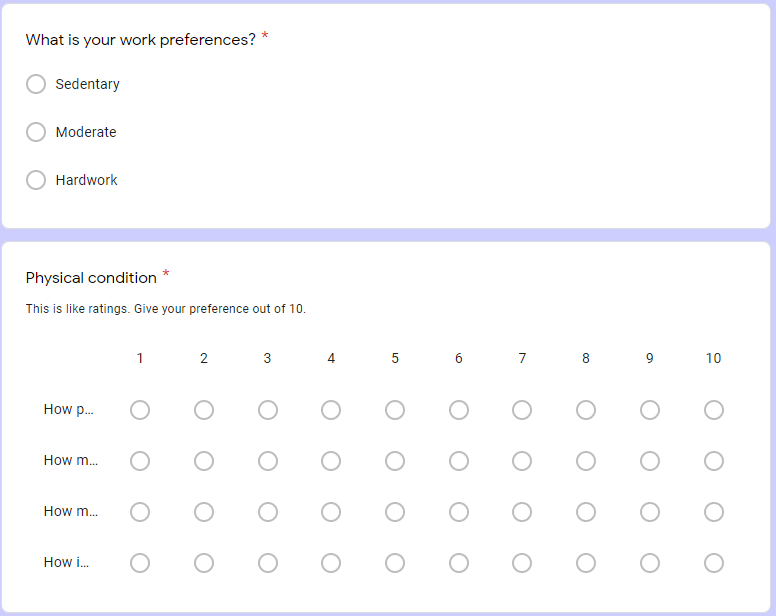 What is your work preferences? *
Sedentary
Moderate
Hardwork
Physical condition *
This is like ratings. Give your preference out of 10.
1 2 3 4 5 6 7 8 9 10
How p...
How m...
How m...
How i...